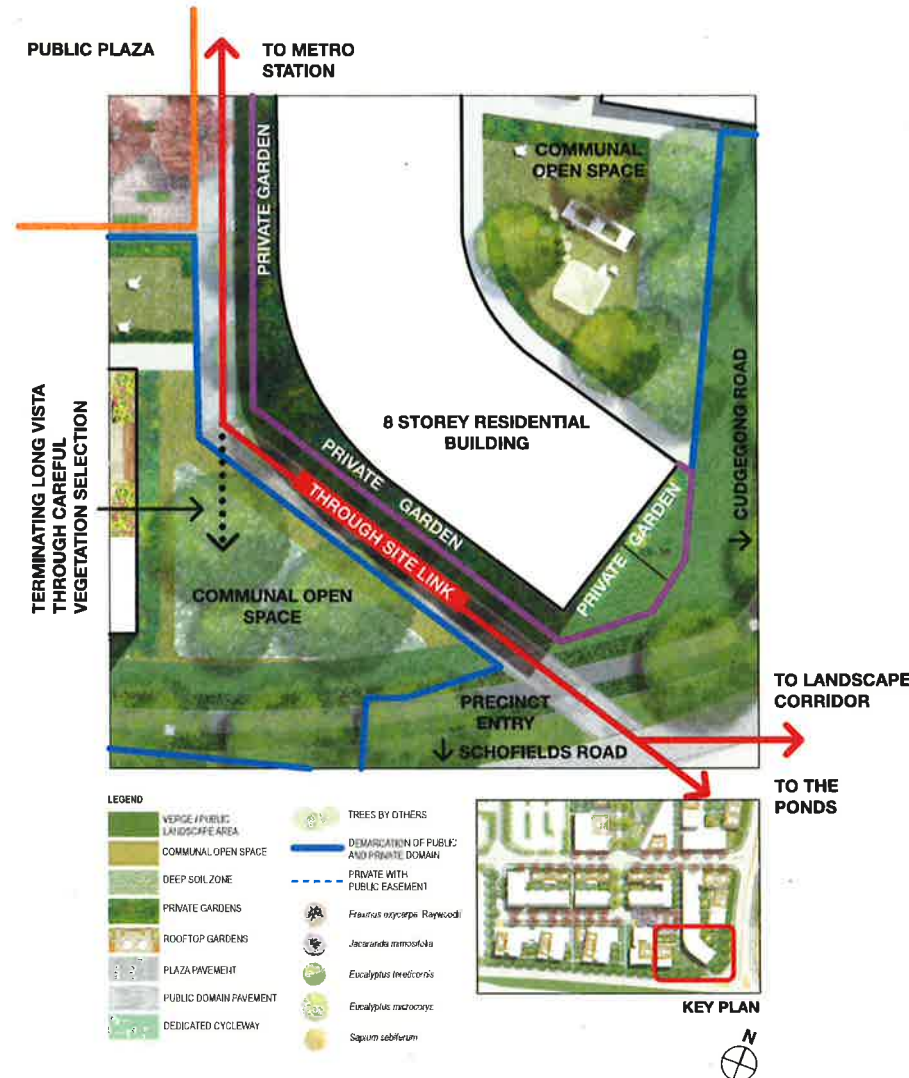 PUBLIC PLAZA
TO METRO
STATION
PRIVATE GARDEN
COMMUNAL
OPEN SPACE
CUDGEGONG ROAD
8 STOREY RESIDENTIAL
BUILDING
TERMINATING LONG VISTA
THROUGH CAREFUL
VEGETATION SELECTION
PRIVATE GARDEN
THROUGH SITE LINK
PRIVATE GARDEN
COMMUNAL OPEN
SPACE
PRECINCT
ENTRY
SCHOFIELDS ROAD
TO LANDSCAPE
CORRIDOR
TO THE
PONDS
LEGEND
VERGE / PUBLIC
LANDSCAPE AREA
COMMUNAL OPEN SPACE
DEEP SOIL ZONE
PRIVATE GARDENS
ROOFTOP GARDENS
PLAZA PAVEMENT
PUBLIC DOMAIN PAVEMENT
DEDICATED CYCLEWAY
TREES BY OTHERS
DEMARCATION OF PUBLIC
AND PRIVATE DOMAIN
PRIVATE WITH
PUBLIC EASEMENT
Fraxinus oxycarpa Raywoodii
Jacaranda mimosifolia
Eucalyptus tereticornis
Eucalyptus microcorys
Sapium sebiferum
KEY PLAN
N